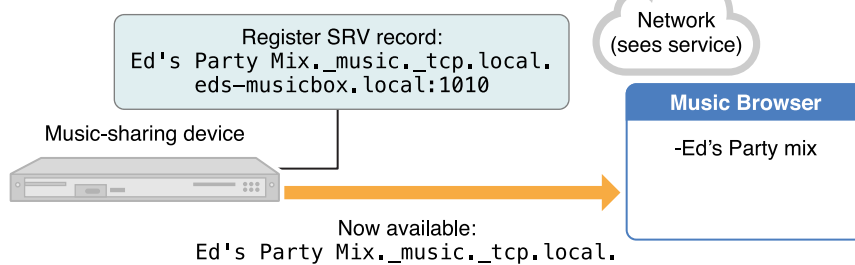 Register SRV record:
Ed's Party Mix._music._tcp.local.
eds-musicbox.local:1010
Network
(sees service)
Music-sharing device
Music Browser
-Ed’s Party mix
Now available:
Ed's Party Mix._music._tcp.local.